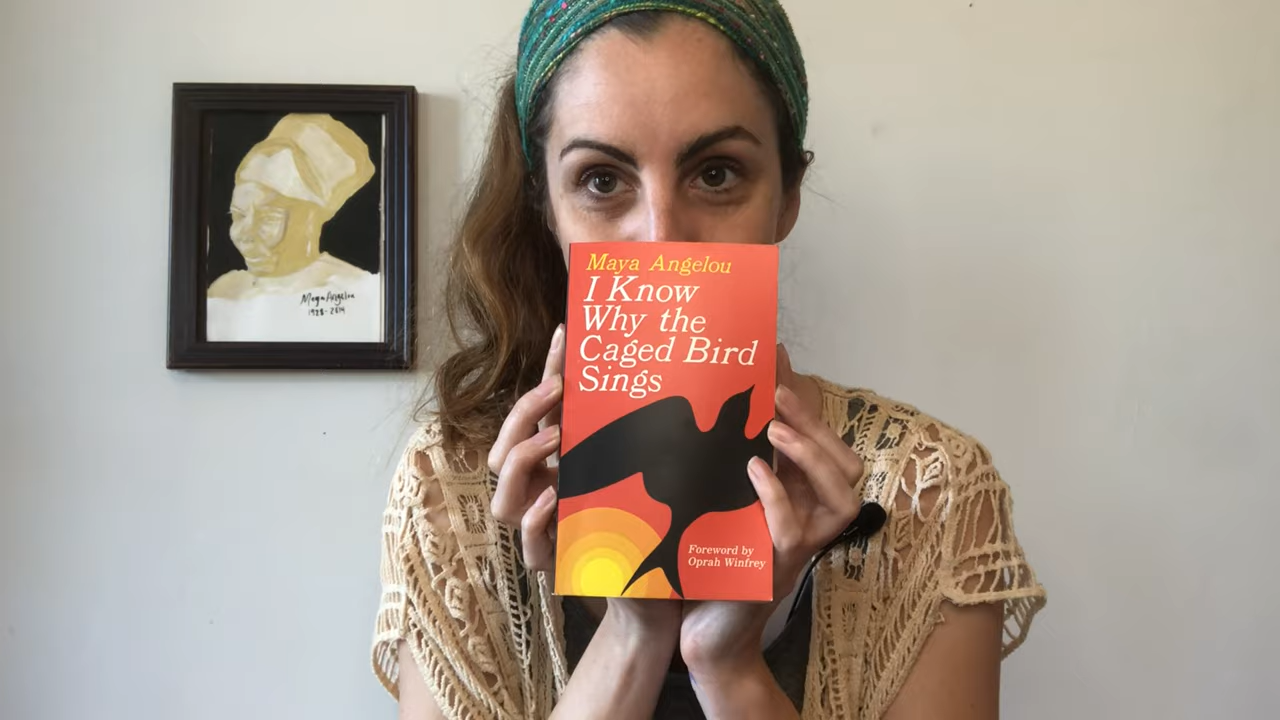 Maya Angelou
1928-2014
Maya Angelou
I Know
Why the
Caged Bird
Sings
Foreword by
Oprah Winfrey